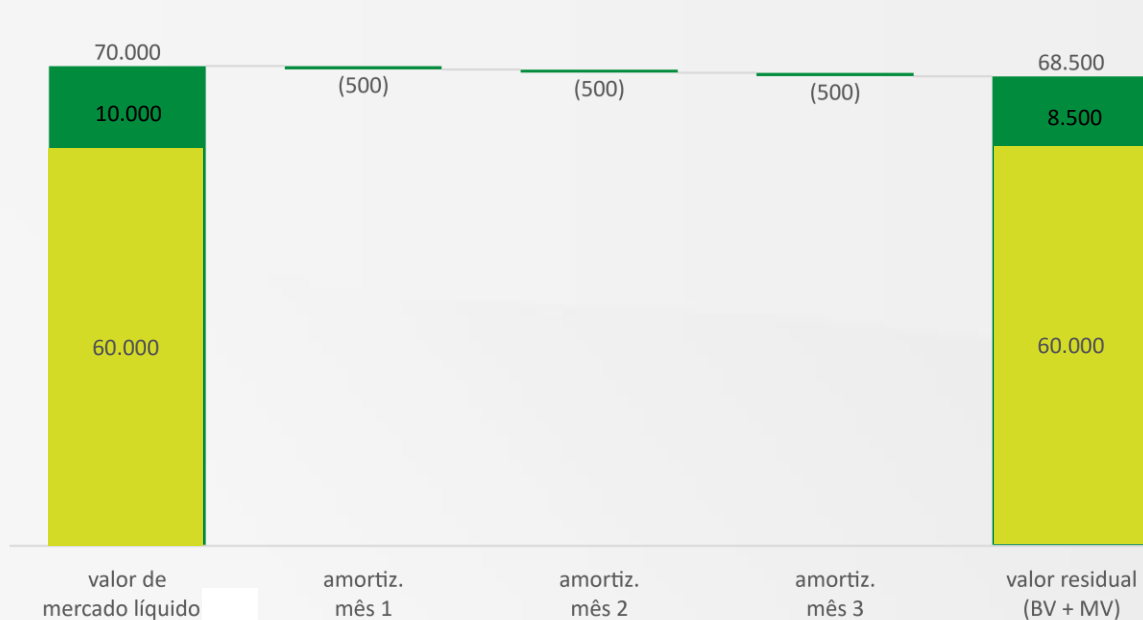 70.000
10.000
60.000
(500)
(500)
(500)
68.500
8.500
60.000
valor de
mercado líquido
amortiz.
mês 1
amortiz.
mês 2
amortiz.
mês 3
valor residual
(BV + MV)